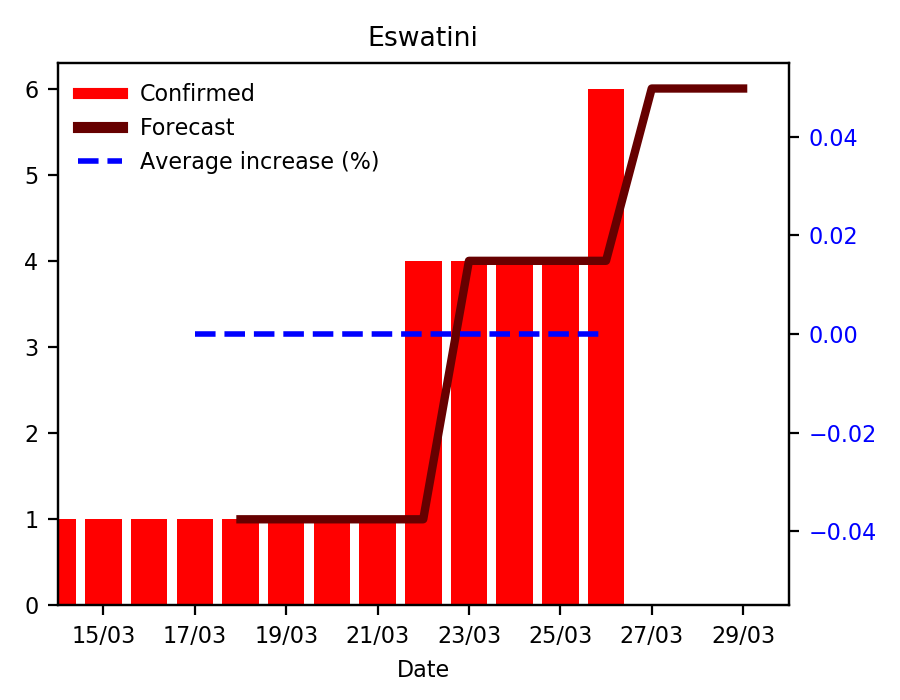 Eswatini
Confirmed
Forecast
Average increase (%)
6
5
4
3
2
1
0
0.04
0.02
0.00
−0.02
−0.04
15/03 17/03 19/03 21/03 23/03 25/03 27/03 29/03
Date